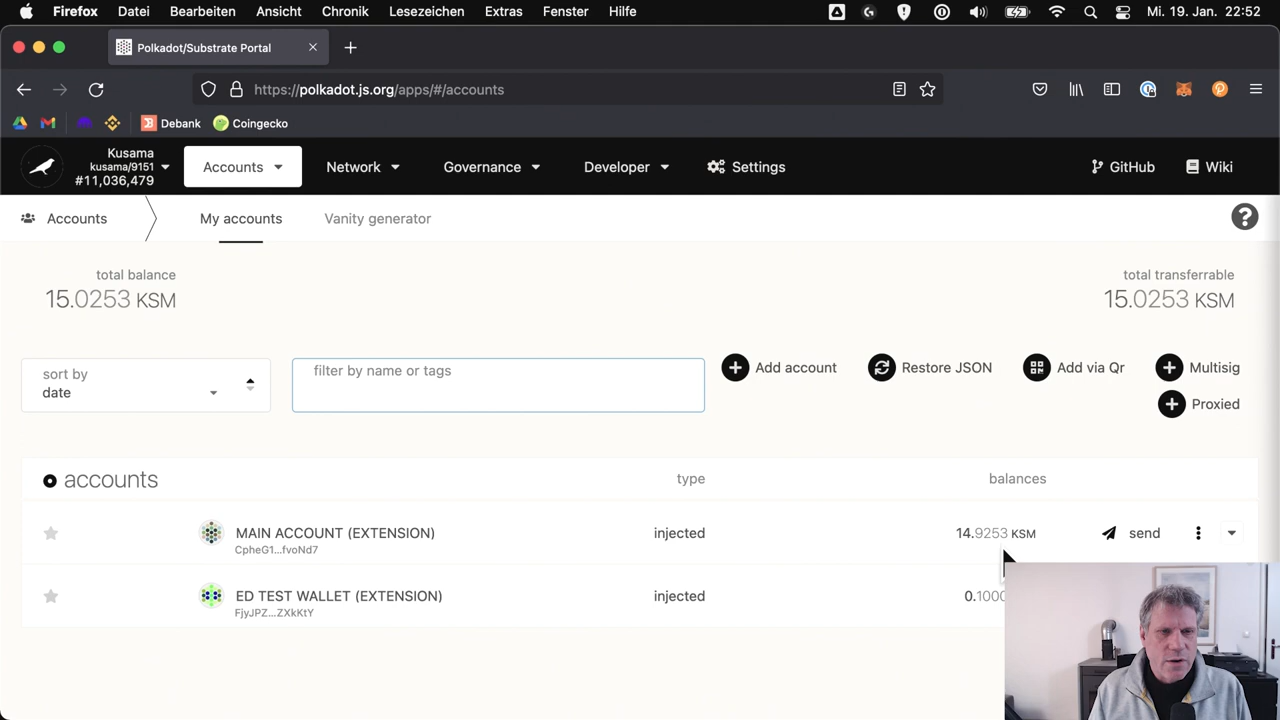 Firefox Datei Bearbeiten Ansicht Chronik Lesezeichen Extras Fenster Hilfe Mi. 19. Jan. 22:52
Polkadot/Substrate Portal
https://polkadot.js.org/apps/#/accounts
Debank Coingecko
Kusama
kusama/9151
#11,036,479
Accounts Network Governance Developer Settings GitHub Wiki
Accounts My accounts Vanity generator ?
total balance total transferrable
15.0253 KSM 15.0253 KSM
sort by
date
filter by name or tags
Add account Restore JSON Add via Qr Multisig
Proxied
accounts type balances
MAIN ACCOUNT (EXTENSION) injected 14.9253 KSM send
CpheG1...fvoNd7
ED TEST WALLET (EXTENSION) injected 0.1000
FjyJPZ...ZXkKtY